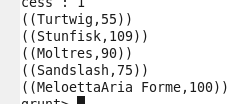 cess : 1
((Turtwig,55))
((Stunfisk,109))
((Moltres,90))
((Sandslash,75))
((MeloettaAria Forme,100))
grunt>